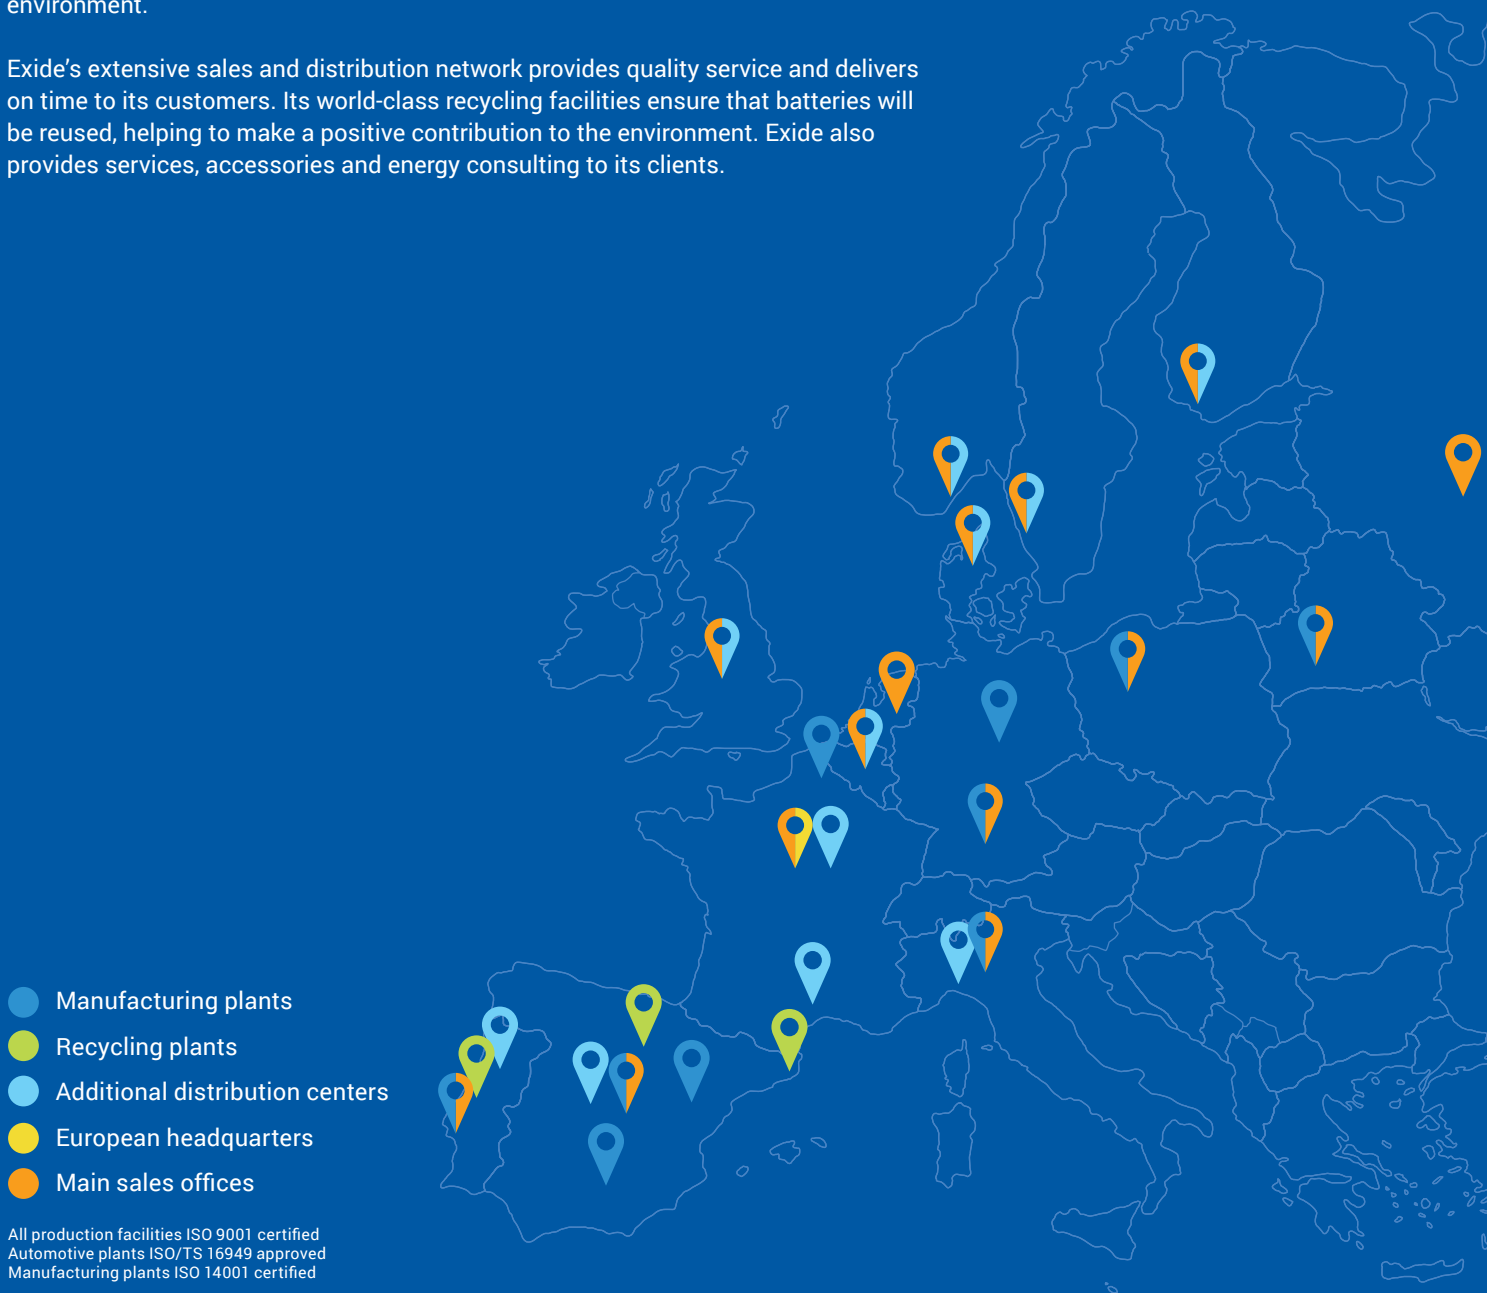 environment.
Exide’s extensive sales and distribution network provides quality service and delivers
on time to its customers. Its world-class recycling facilities ensure that batteries will
be reused, helping to make a positive contribution to the environment. Exide also
provides services, accessories and energy consulting to its clients.
Manufacturing plants
Recycling plants
Additional distribution centers
European headquarters
Main sales offices
All production facilities ISO 9001 certified
Automotive plants ISO/TS 16949 approved
Manufacturing plants ISO 14001 certified